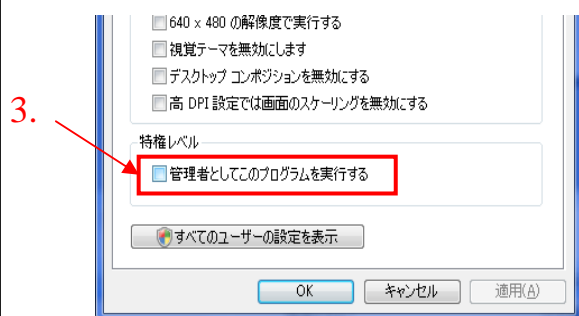 640 x 480 の解像度で実行する
視覚テーマを無効にします
デスクトップ コンポジションを無効にする
高 DPI 設定では画面のスケーリングを無効にする
3.
特権レベル
管理者としてこのプログラムを実行する
すべてのユーザーの設定を表示
OK キャンセル 適用(A)